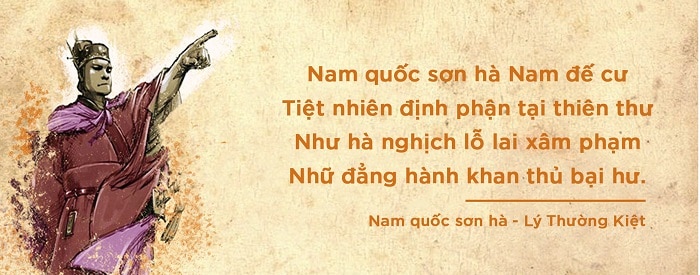 Nam quốc sơn hà Nam đế cư
Tiệt nhiên định phận tại thiên thư
Như hà nghịch lỗ lai xâm phạm
Nhữ đẳng hành khan thủ bại hư.
Nam quốc sơn hà - Lý Thường Kiệt